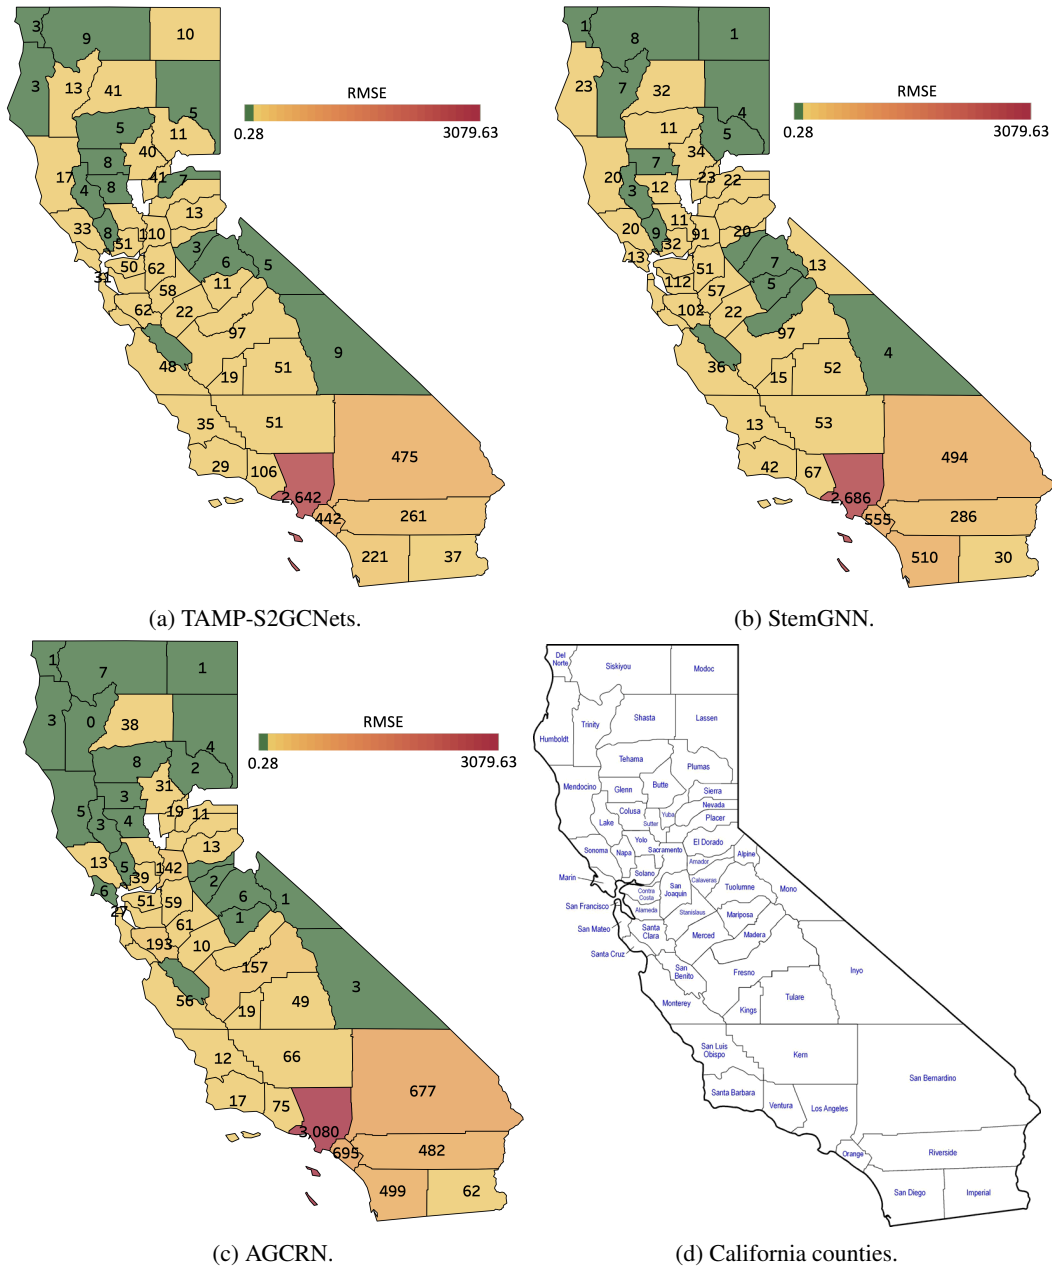 3
9
10
RMSE
0.28
3079.63
3
13
41
5
5
11
40
8
41
7
17
4
8
13
33
8
51
110
3
6
5
31
50
62
11
58
62
22
97
9
48
19
51
35
51
475
29
106
2,642
442
261
221
37
(a) TAMP-S2GCNets.
1
8
1
RMSE
0.28
3079.63
23
7
32
4
11
5
34
7
23
22
20
3
12
20
9
11
32
91
20
13
7
13
112
51
5
57
102
22
97
4
36
15
52
13
53
494
42
67
2,686
555
286
510
30
(b) StemGNN.
1
7
1
RMSE
0.28
3079.63
3
0
38
4
8
2
31
3
19
11
5
3
4
13
13
5
39
142
2
6
1
6
27
51
59
1
61
193
10
157
3
56
19
49
12
66
677
17
75
3,080
695
482
499
62
(c) AGCRN.
Del
Norte
Siskiyou
Modoc
Humboldt
Trinity
Shasta
Lassen
Tehama
Plumas
Mendocino
Glenn
Butte
Sierra
Nevada
Colusa
Yuba
Placer
Lake
Sutter
El Dorado
Sonoma
Napa
Yolo
Sacramento
Amador
Alpine
Solano
Calaveras
Marin
Contra
Costa
San
Joaquin
Tuolumne
Mono
San Francisco
Alameda
Stanislaus
Mariposa
San Mateo
Santa
Clara
Merced
Madera
Santa Cruz
San
Benito
Fresno
Inyo
Monterey
Kings
Tulare
San Luis
Obispo
Kern
San Bernardino
Santa Barbara
Ventura
Los Angeles
Orange
Riverside
San Diego
Imperial
(d) California counties.